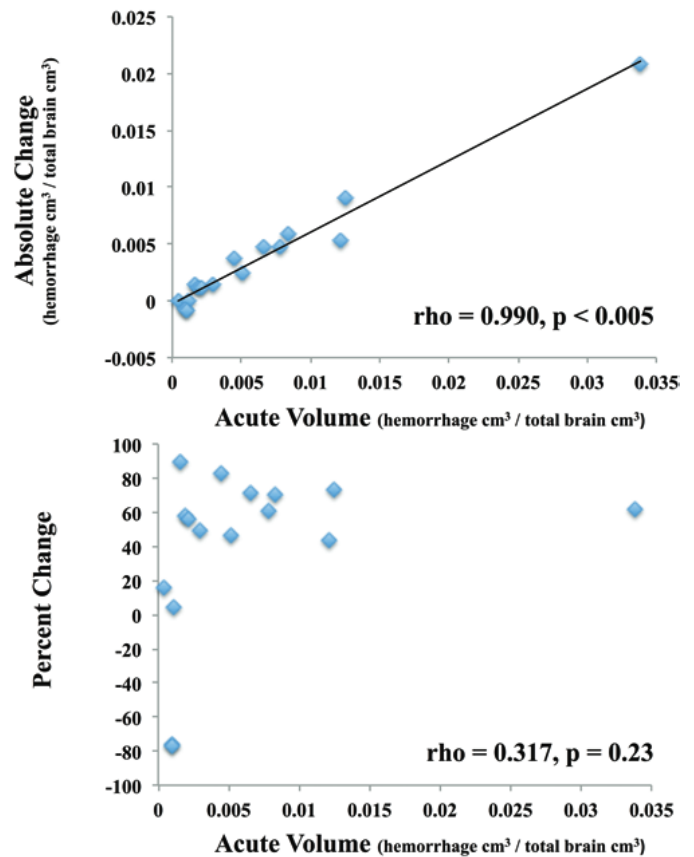 Absolute Change
(hemorrhage cm³ / total brain cm³)
0.025
0.02
0.015
0.01
0.005
0
-0.005
rho = 0.990, p < 0.005
0 0.005 0.01 0.015 0.02 0.025 0.03 0.035
Acute Volume (hemorrhage cm³ / total brain cm³)
Percent Change
100
80
60
40
20
0
-20
-40
-60
-80
-100
rho = 0.317, p = 0.23
0 0.005 0.01 0.015 0.02 0.025 0.03 0.035
Acute Volume (hemorrhage cm³ / total brain cm³)